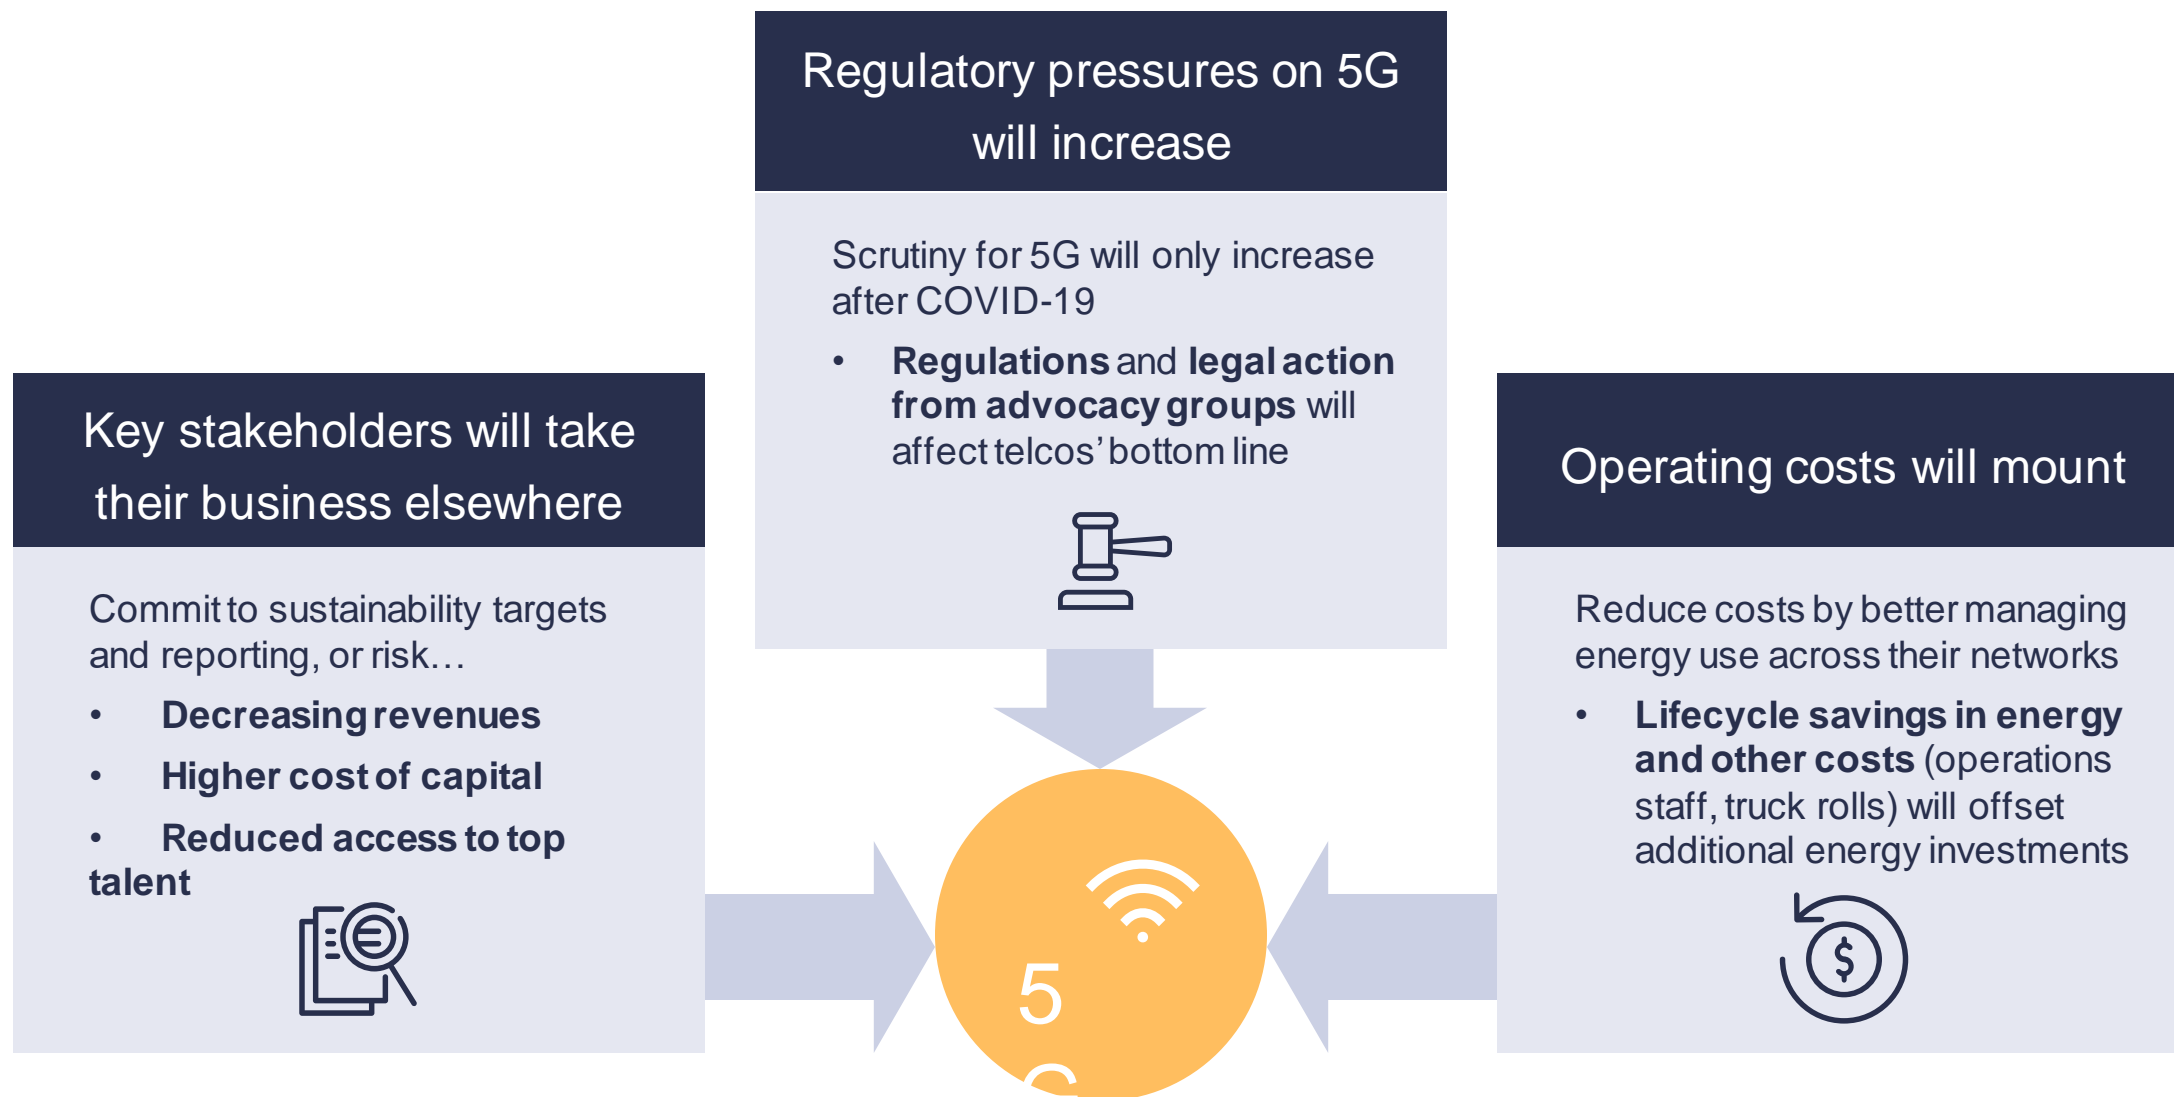 Regulatory pressures on 5G
will increase
Scrutiny for 5G will only increase
after COVID-19
• Regulations and legal action
from advocacy groups will
affect telcos’ bottom line
Key stakeholders will take
their business elsewhere
Commit to sustainability targets
and reporting, or risk…
• Decreasing revenues
• Higher cost of capital
• Reduced access to top
talent
Operating costs will mount
Reduce costs by better managing
energy use across their networks
• Lifecycle savings in energy
and other costs (operations
staff, truck rolls) will offset
additional energy investments
$
5
G